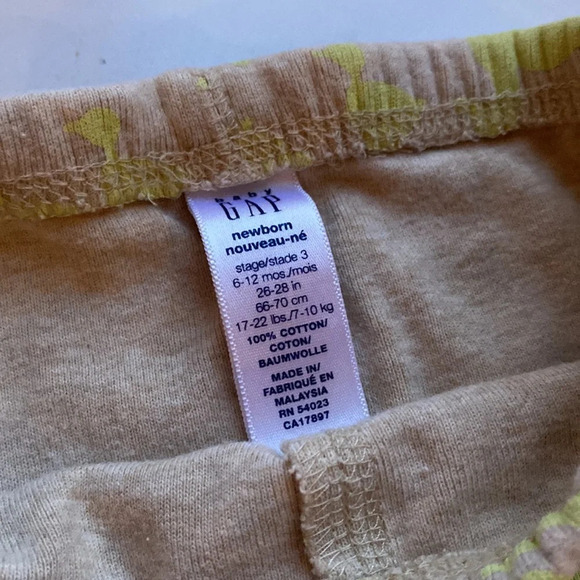 baby
GAP
newborn
nouveau-né
stage/stade 3
6-12 mos./mois
26-28 in
66-70 cm
17-22 lbs./7-10 kg
100% COTTON/
COTON/
BAUMWOLLE
MADE IN/
FABRIQUÉ EN
MALAYSIA
RN 54023
CA17897